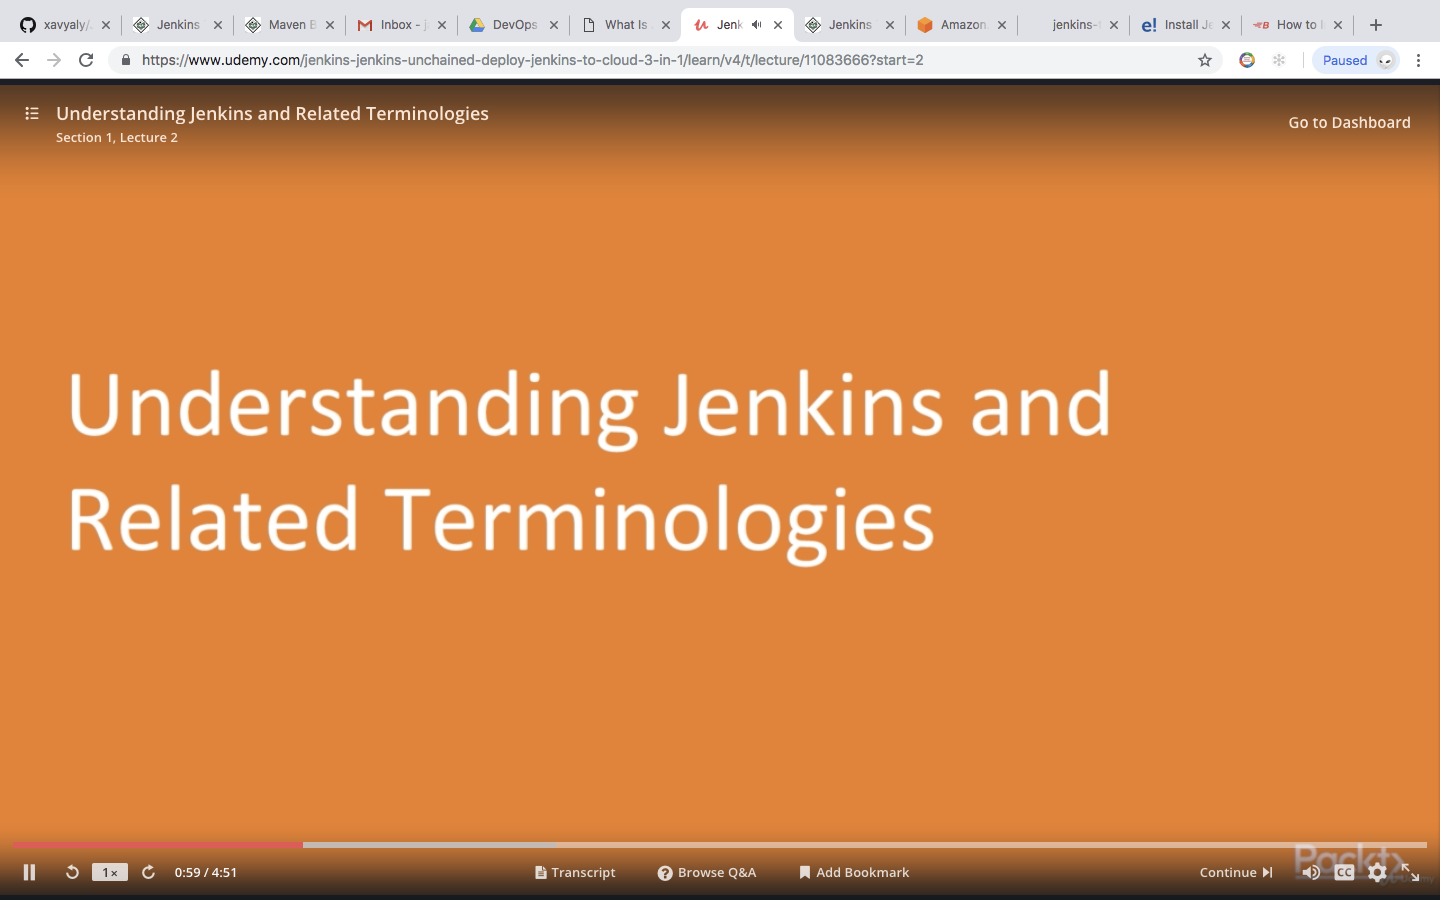 xavyaly/
Jenkins
Maven B
Inbox - j
DevOps
What Is
Jenk
Jenkins
Amazon
jenkins-
Install Je
How to I
https://www.udemy.com/jenkins-jenkins-unchained-deploy-jenkins-to-cloud-3-in-1/learn/v4/t/lecture/11083666?start=2
Paused
Understanding Jenkins and Related Terminologies
Section 1, Lecture 2
Go to Dashboard
Understanding Jenkins and
Related Terminologies
1×
0:59 / 4:51
Transcript
Browse Q&A
Add Bookmark
Continue
Packt>
CC